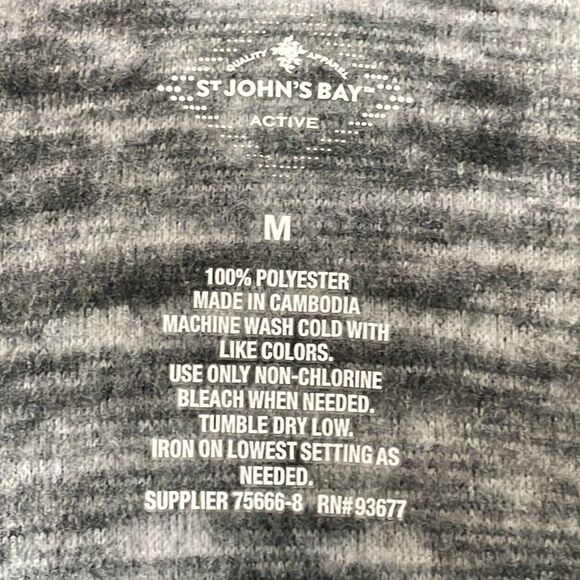 QUALITY APPAREL
ST JOHN'S BAY™
ACTIVE
M
100% POLYESTER
MADE IN CAMBODIA
MACHINE WASH COLD WITH
LIKE COLORS.
USE ONLY NON-CHLORINE
BLEACH WHEN NEEDED.
TUMBLE DRY LOW.
IRON ON LOWEST SETTING AS
NEEDED.
SUPPLIER 75666-8 RN# 93677